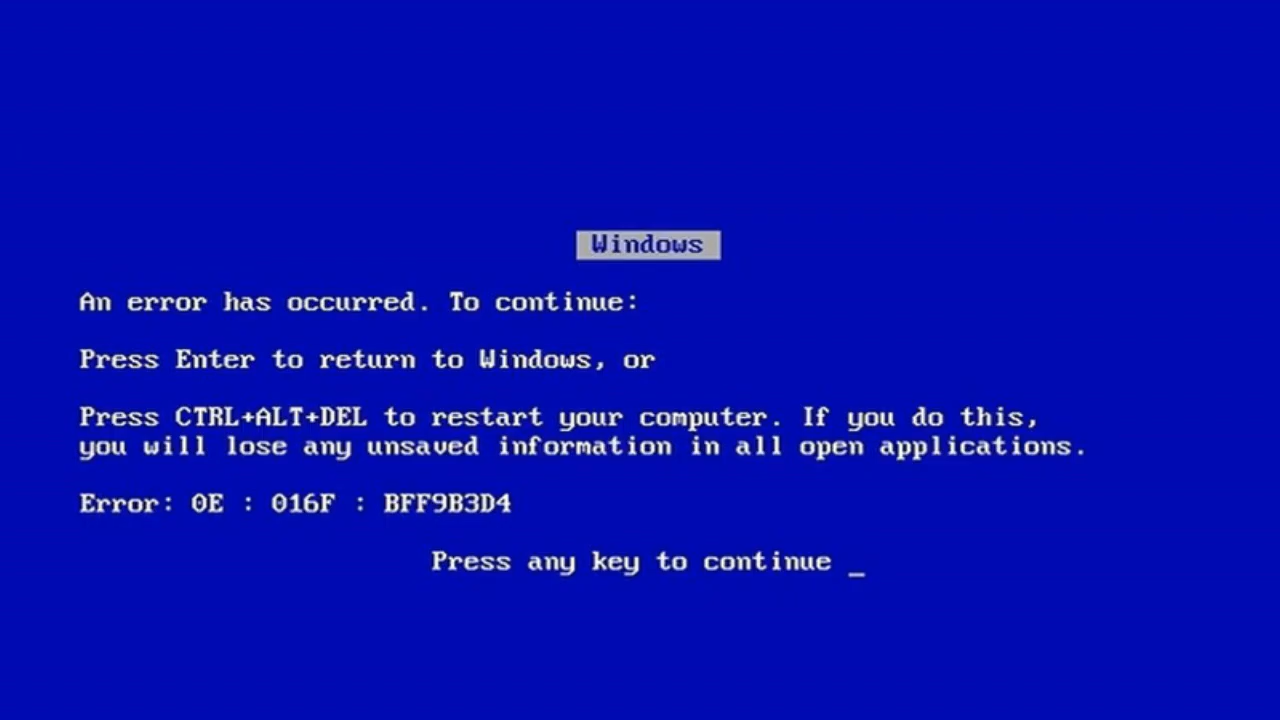 Windows
An error has occurred. To continue:
Press Enter to return to Windows, or
Press CTRL+ALT+DEL to restart your computer. If you do this,
you will lose any unsaved information in all open applications.
Error: 0E : 016F : BFF9B3D4
Press any key to continue _